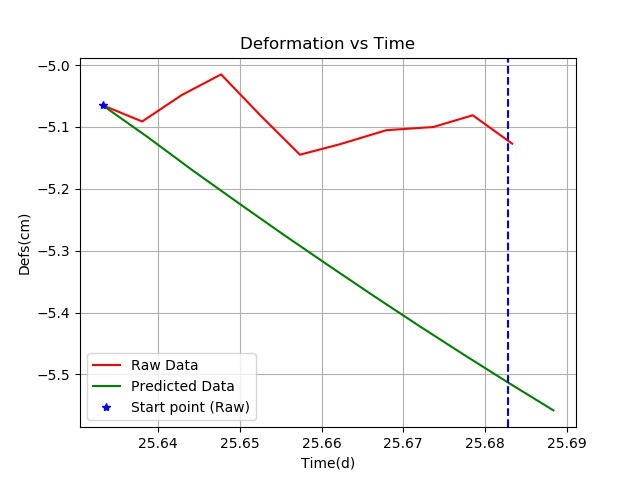 Deformation vs Time
Defs(cm)
−5.0
−5.1
−5.2
−5.3
−5.4
−5.5
Raw Data
Predicted Data
Start point (Raw)
25.64 25.65 25.66 25.67 25.68 25.69
Time(d)